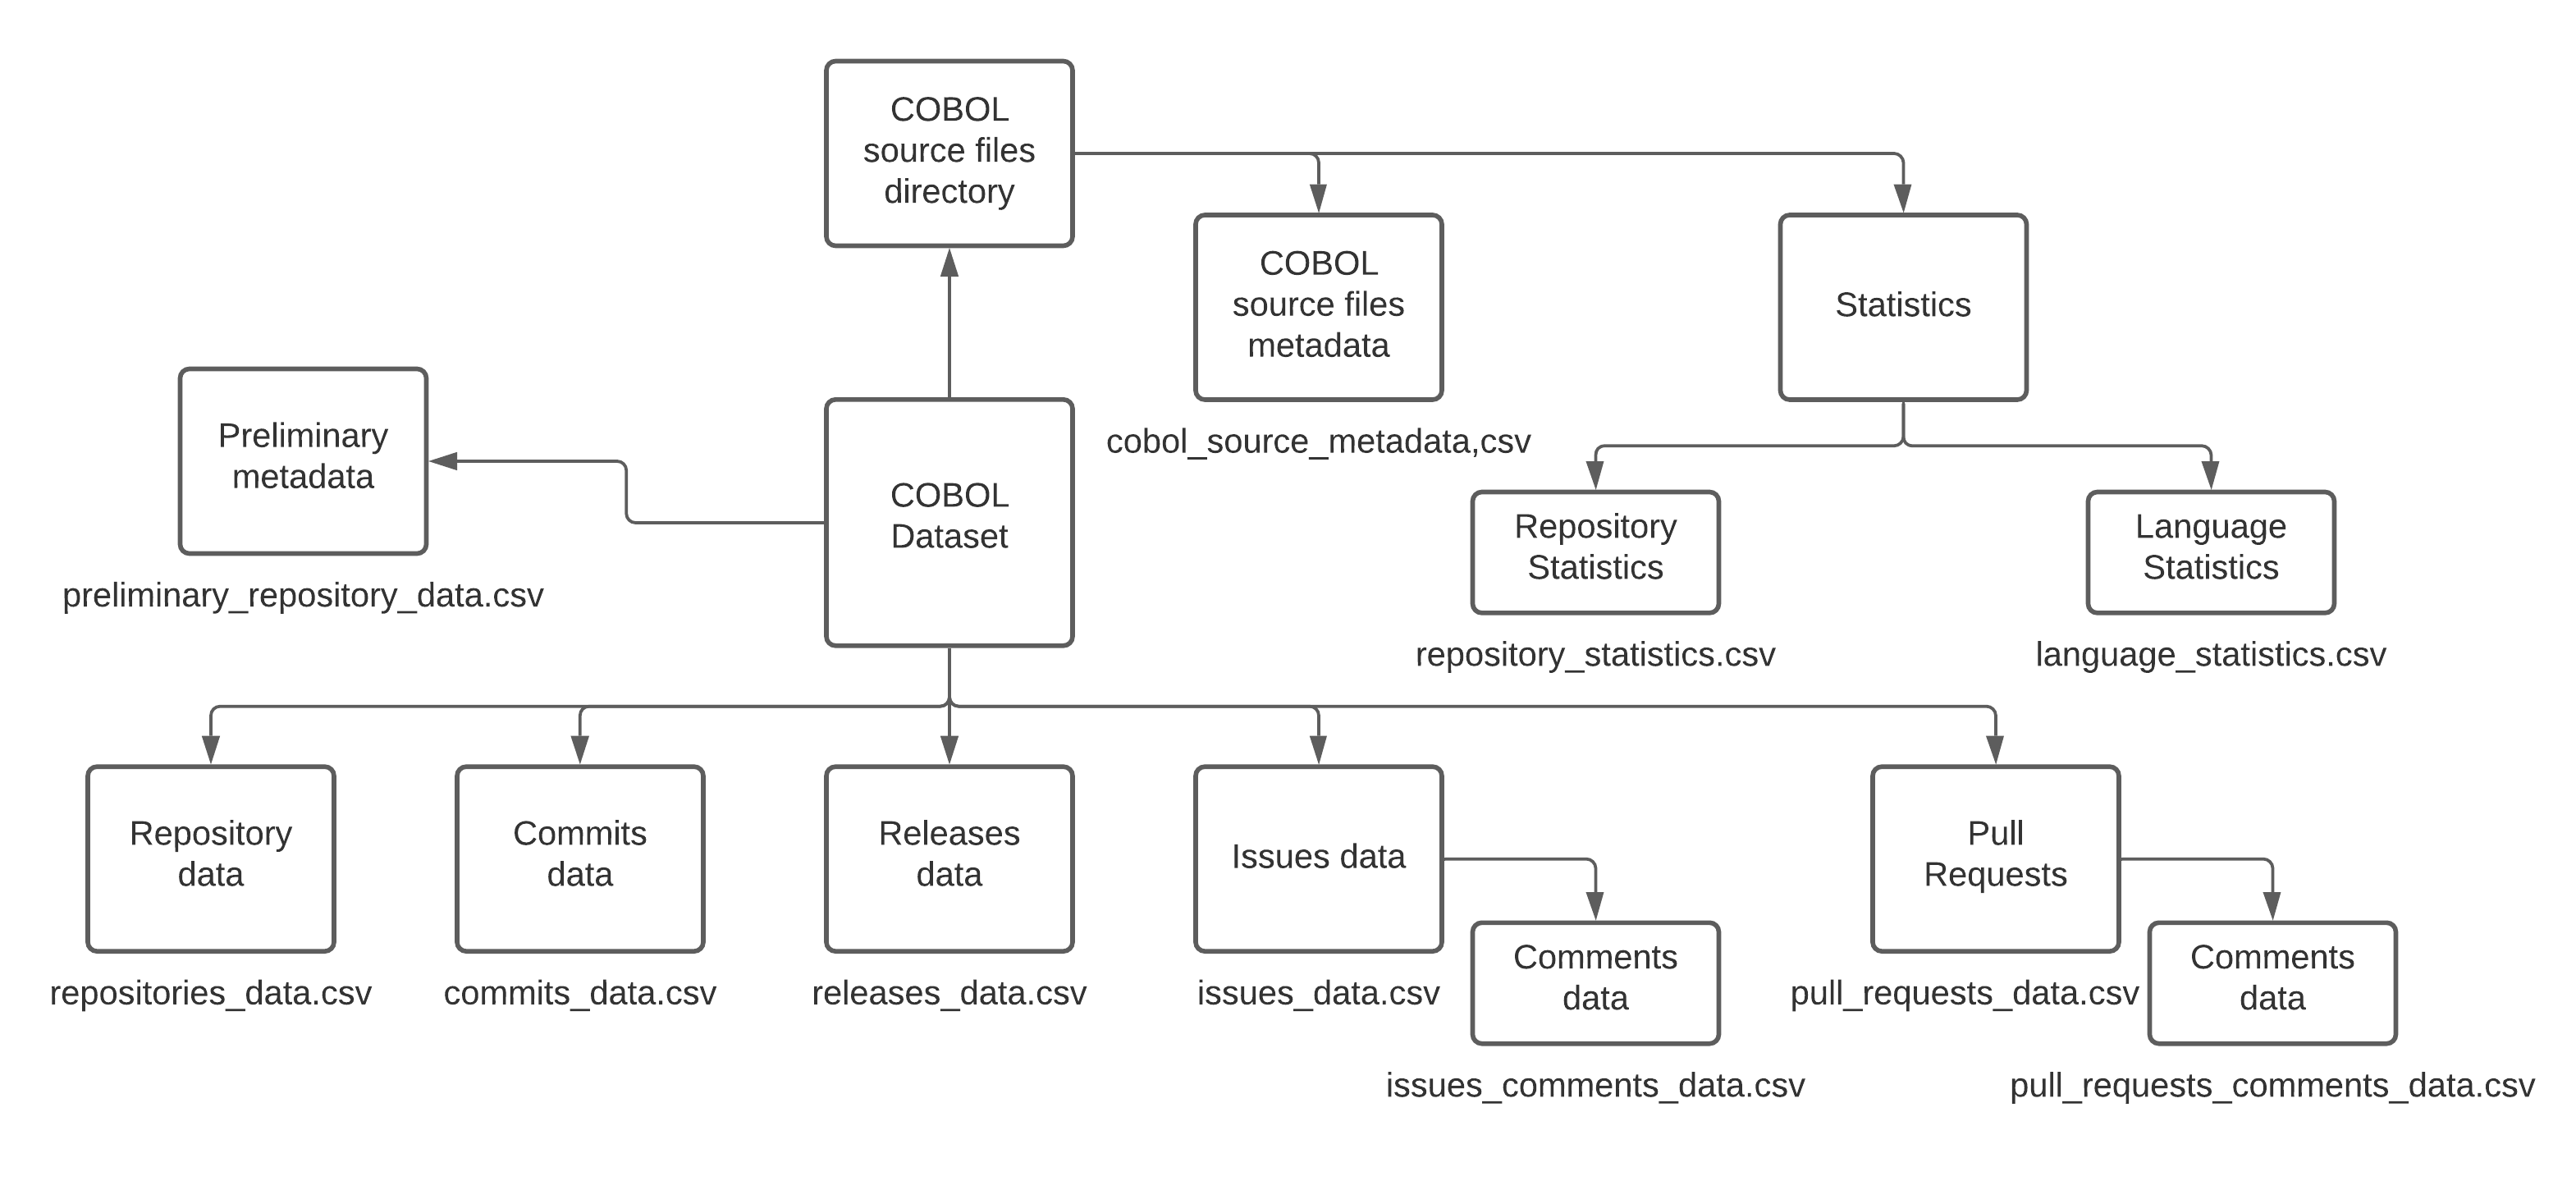 COBOL
source files
directory
COBOL
source files
metadata
cobol_source_metadata,csv
Statistics
Preliminary
metadata
preliminary_repository_data.csv
COBOL
Dataset
Repository
Statistics
repository_statistics.csv
Language
Statistics
language_statistics.csv
Repository
data
repositories_data.csv
Commits
data
commits_data.csv
Releases
data
releases_data.csv
Issues data
issues_data.csv
Comments
data
issues_comments_data.csv
Pull
Requests
pull_requests_data.csv
Comments
data
pull_requests_comments_data.csv